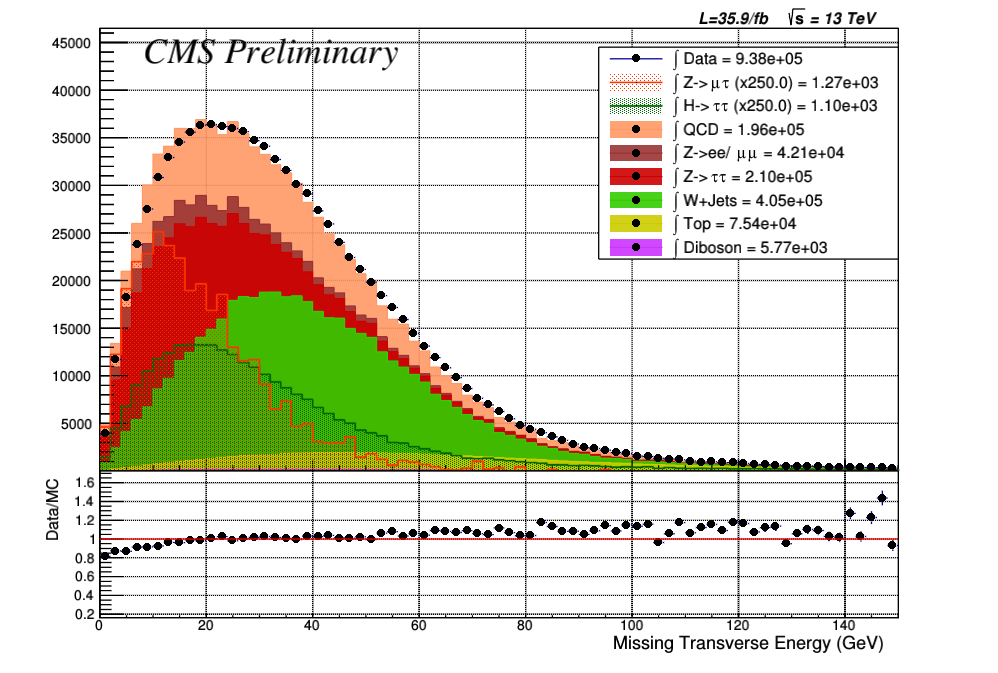 L=35.9/fb √s = 13 TeV
CMS Preliminary
45000
40000
35000
30000
25000
20000
15000
10000
5000
∫ Data = 9.38e+05
∫ Z-> μτ (x250.0) = 1.27e+03
∫ H-> ττ (x250.0) = 1.10e+03
∫ QCD = 1.96e+05
∫ Z->ee/ μμ = 4.21e+04
∫ Z-> ττ = 2.10e+05
∫ W+Jets = 4.05e+05
∫ Top = 7.54e+04
∫ Diboson = 5.77e+03
Data/MC
1.6
1.4
1.2
1
0.8
0.6
0.4
0.2
0 20 40 60 80 100 120 140
Missing Transverse Energy (GeV)